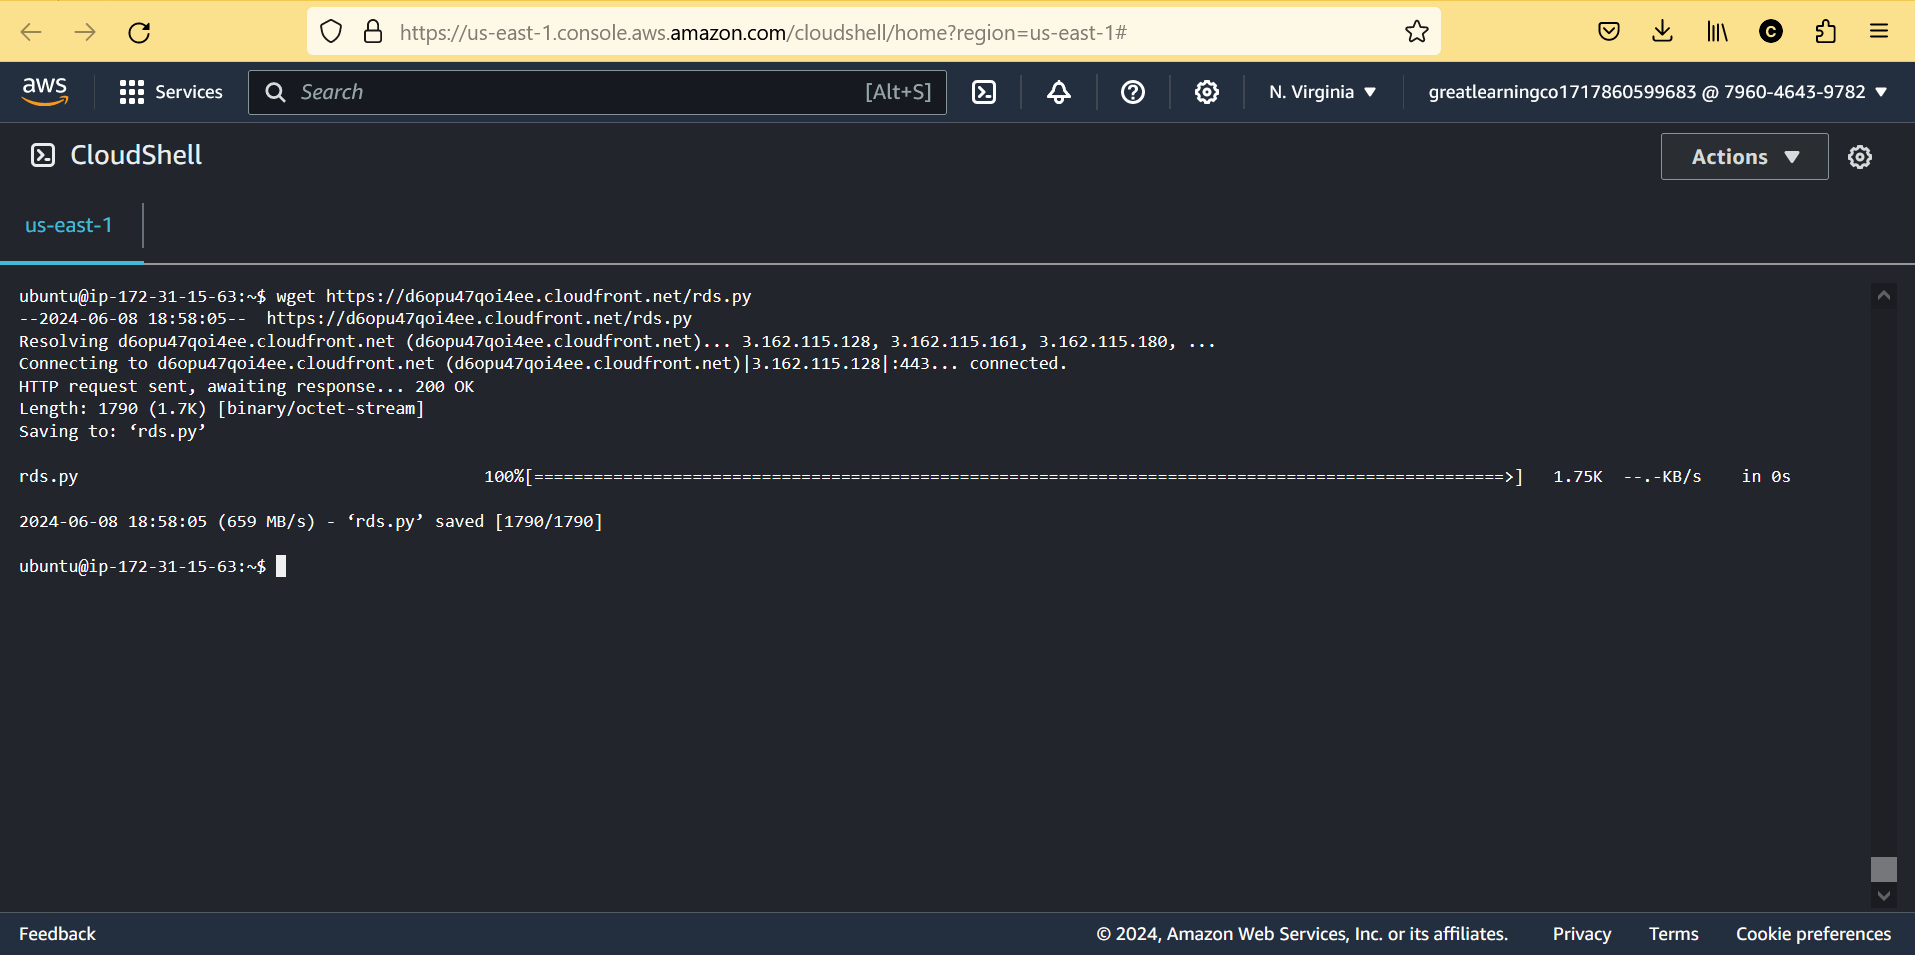 https://us-east-1.console.aws.amazon.com/cloudshell/home?region=us-east-1#
aws
Services
Search
[Alt+S]
N. Virginia ▼
greatlearningco1717860599683 @ 7960-4643-9782 ▼
CloudShell
Actions ▼
us-east-1
ubuntu@ip-172-31-15-63:~$ wget https://d6opu47qoi4ee.cloudfront.net/rds.py
--2024-06-08 18:58:05--  https://d6opu47qoi4ee.cloudfront.net/rds.py
Resolving d6opu47qoi4ee.cloudfront.net (d6opu47qoi4ee.cloudfront.net)... 3.162.115.128, 3.162.115.161, 3.162.115.180, ...
Connecting to d6opu47qoi4ee.cloudfront.net (d6opu47qoi4ee.cloudfront.net)|3.162.115.128|:443... connected.
HTTP request sent, awaiting response... 200 OK
Length: 1790 (1.7K) [binary/octet-stream]
Saving to: ‘rds.py’
rds.py 100%[==================================================================================================>] 1.75K --.-KB/s in 0s
2024-06-08 18:58:05 (659 MB/s) - ‘rds.py’ saved [1790/1790]
ubuntu@ip-172-31-15-63:~$
Feedback
© 2024, Amazon Web Services, Inc. or its affiliates.
Privacy
Terms
Cookie preferences